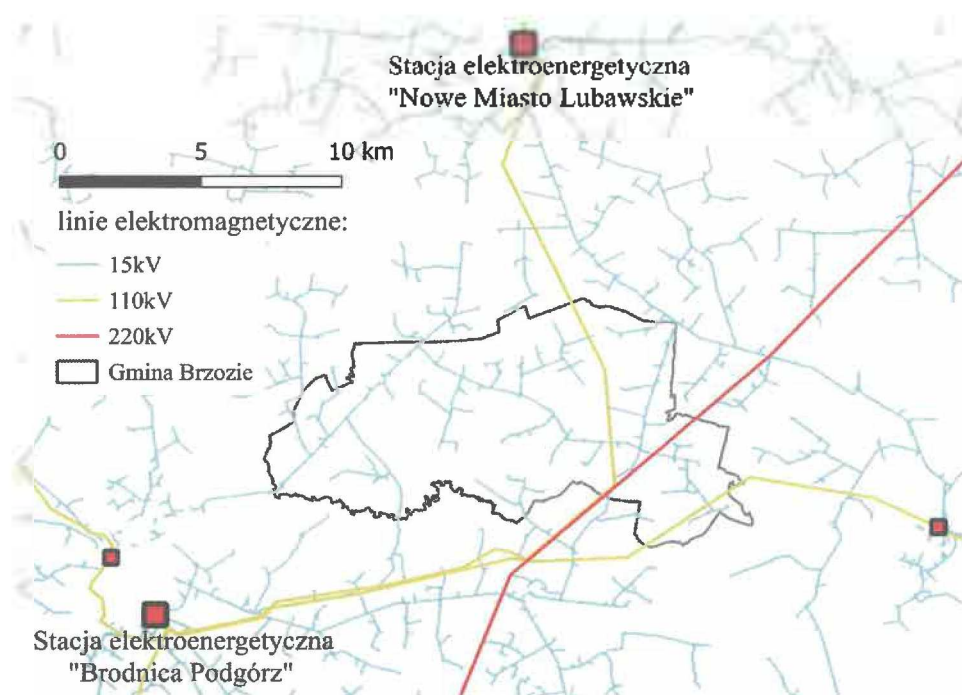 Stacja elektroenergetyczna
"Nowe Miasto Lubawskie"
0 5 10 km
linie elektromagnetyczne:
15kV
110kV
220kV
Gmina Brzozie
Stacja elektroenergetyczna
"Brodnica Podgórz"